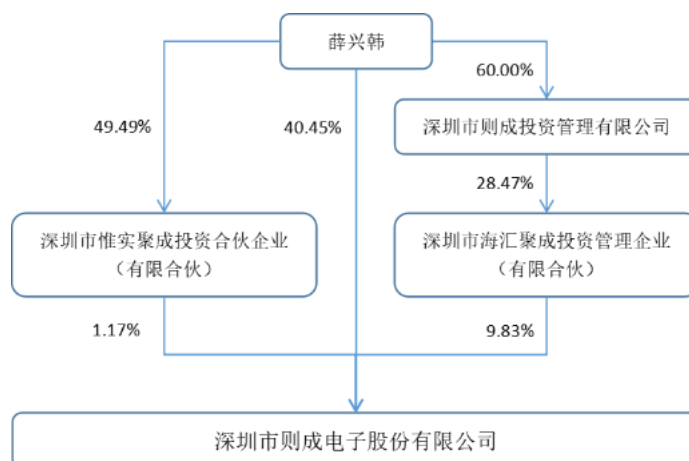 薛兴韩
60.00%
49.49%
40.45%
深圳市则成投资管理有限公司
28.47%
深圳市惟实聚成投资合伙企业
（有限合伙）
深圳市海汇聚成投资管理企业
（有限合伙）
1.17%
9.83%
深圳市则成电子股份有限公司